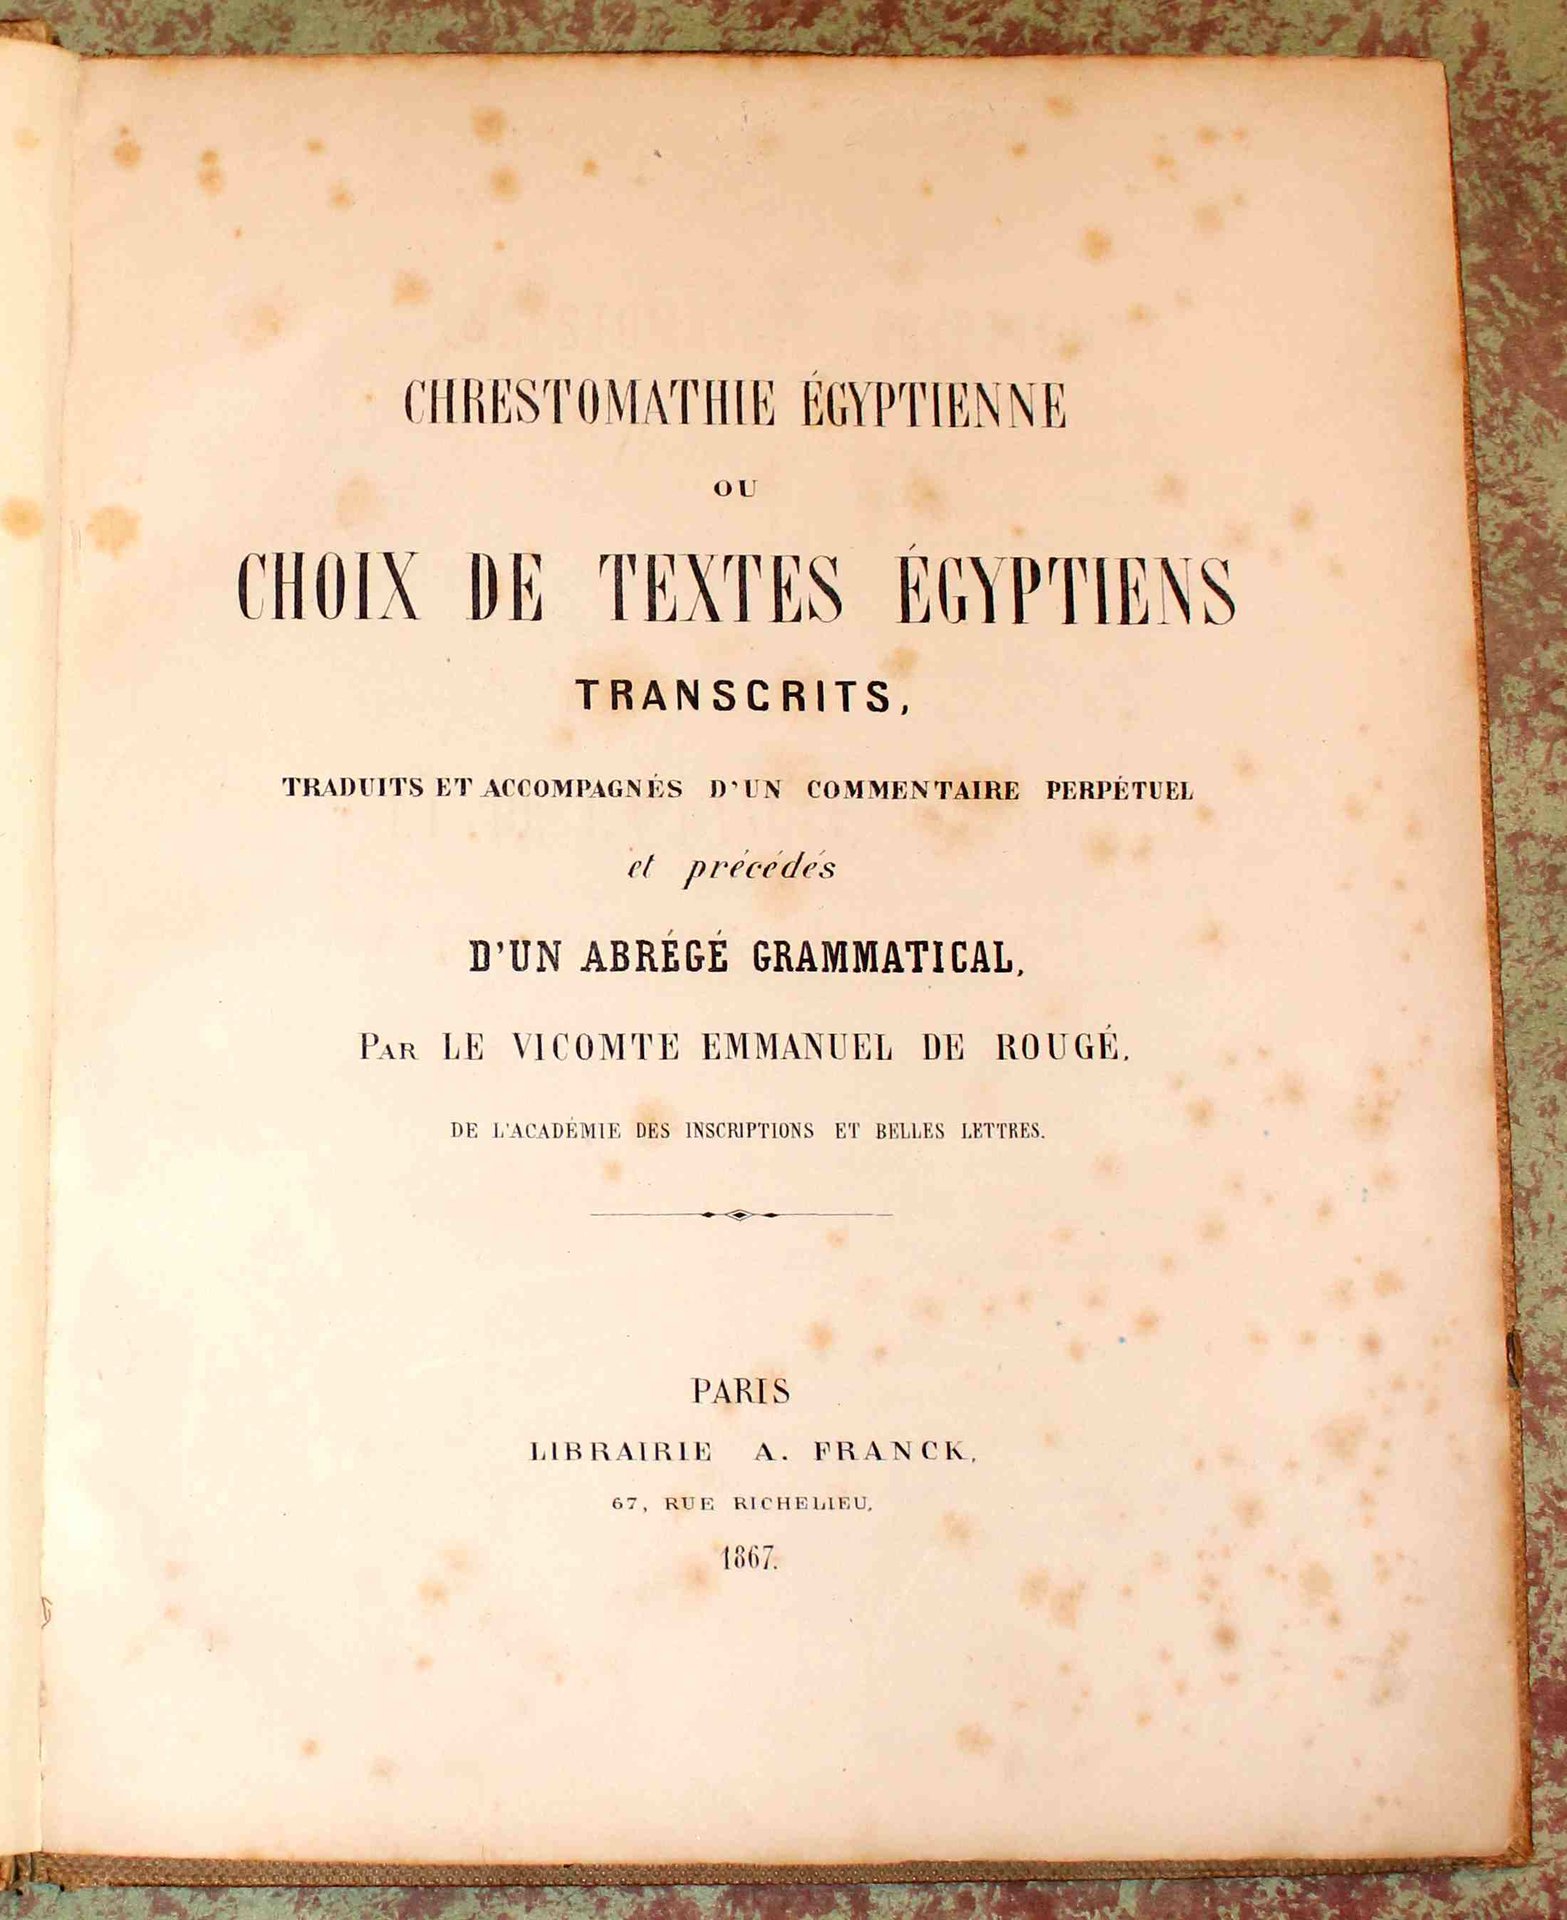 CHRESTOMATHIE ÉGYPTIENNE
OU
CHOIX DE TEXTES ÉGYPTIENS
TRANSCRITS,
TRADUITS ET ACCOMPAGNÉS D'UN COMMENTAIRE PERPÉTUEL
et précédés
D'UN ABRÉGÉ GRAMMATICAL,
PAR LE VICOMTE EMMANUEL DE ROUGÉ,
DE L'ACADÉMIE DES INSCRIPTIONS ET BELLES LETTRES.
PARIS
LIBRAIRIE A. FRANCK,
67, RUE RICHELIEU,
1867.